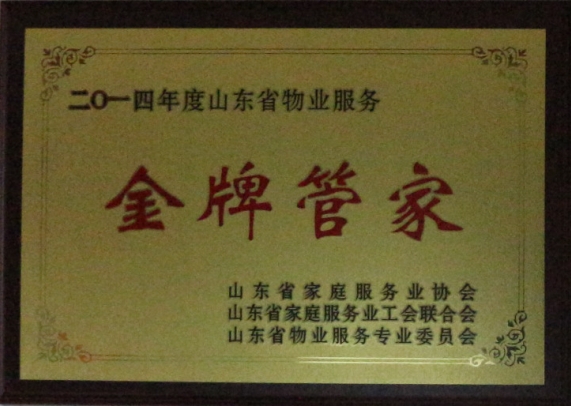 二〇一四年度山东省物业服务
金牌管家
山东省家庭服务业协会
山东省家庭服务业工会联合会
山东省物业服务专业委员会